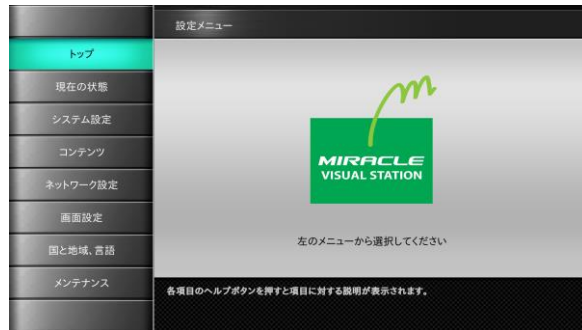 設定メニュー
トップ
現在の状態
システム設定
コンテンツ
ネットワーク設定
画面設定
国と地域、言語
メンテナンス
m
MIRACLE
VISUAL STATION
左のメニューから選択してください
各項目のヘルプボタンを押すと項目に対する説明が表示されます。